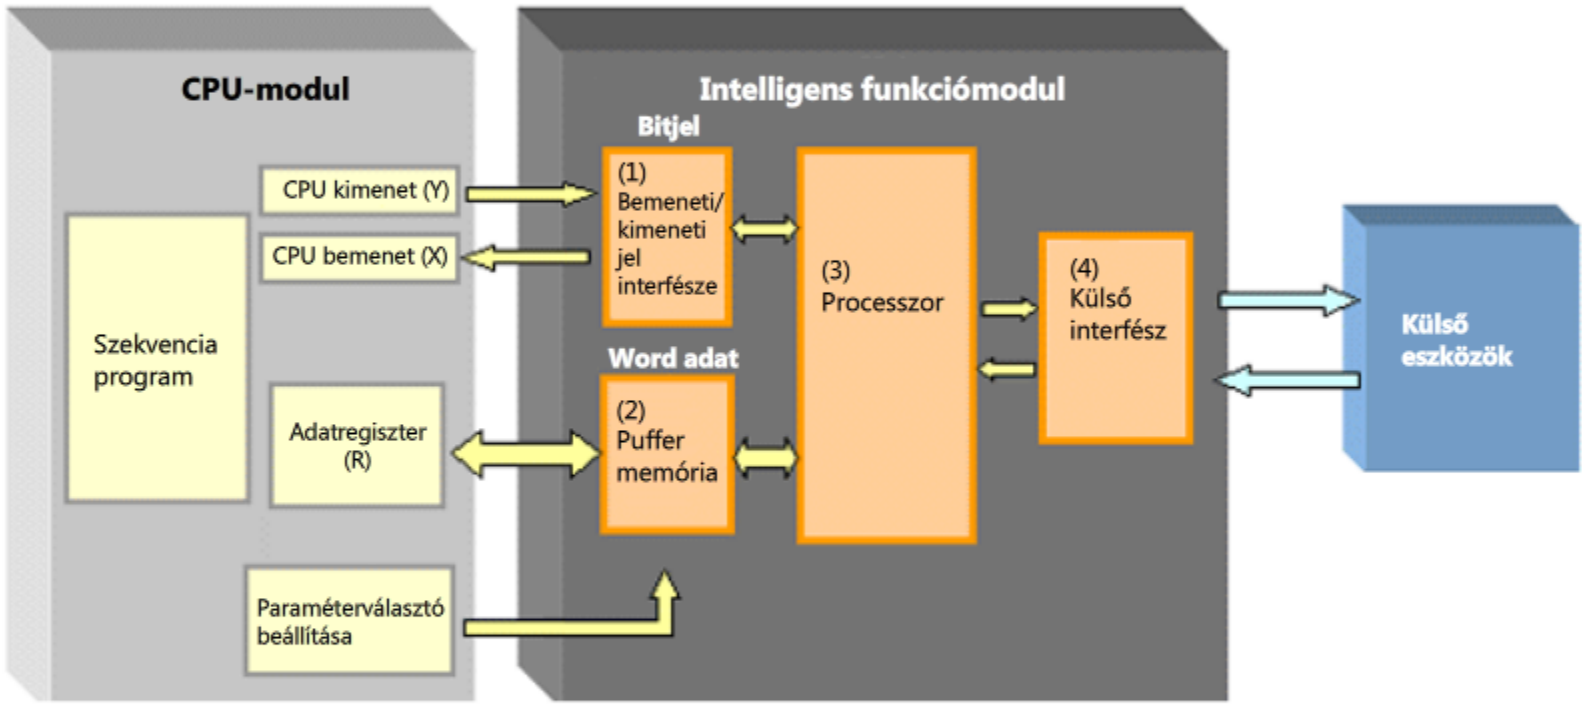 CPU-modul
CPU kimenet (Y)
CPU bemenet (X)
Szekvencia
program
Adatregiszter
(R)
Paraméterválasztó
beállítása
Intelligens funkciómodul
Bitjel
(1)
Bemeneti/
kimeneti
jel
interfésze
Word adat
(2)
Puffer
memória
(3)
Processzor
(4)
Külső
interfész
Külső
eszközök